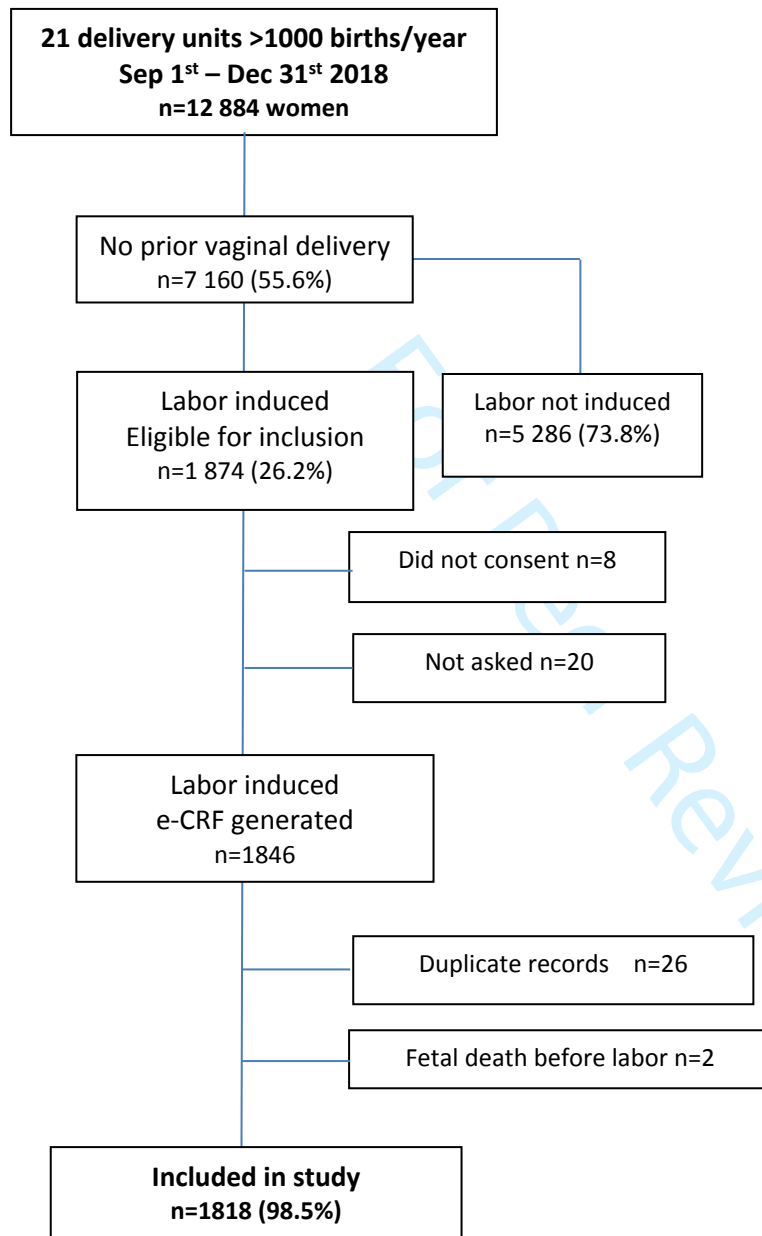 21 delivery units >1000 births/year
Sep 1st – Dec 31st 2018
n=12 884 women
No prior vaginal delivery
n=7 160 (55.6%)
Labor induced
Eligible for inclusion
n=1 874 (26.2%)
Labor not induced
n=5 286 (73.8%)
Did not consent n=8
Not asked n=20
Labor induced
e-CRF generated
n=1846
Duplicate records n=26
Fetal death before labor n=2
Included in study
n=1818 (98.5%)
For Peer Revi